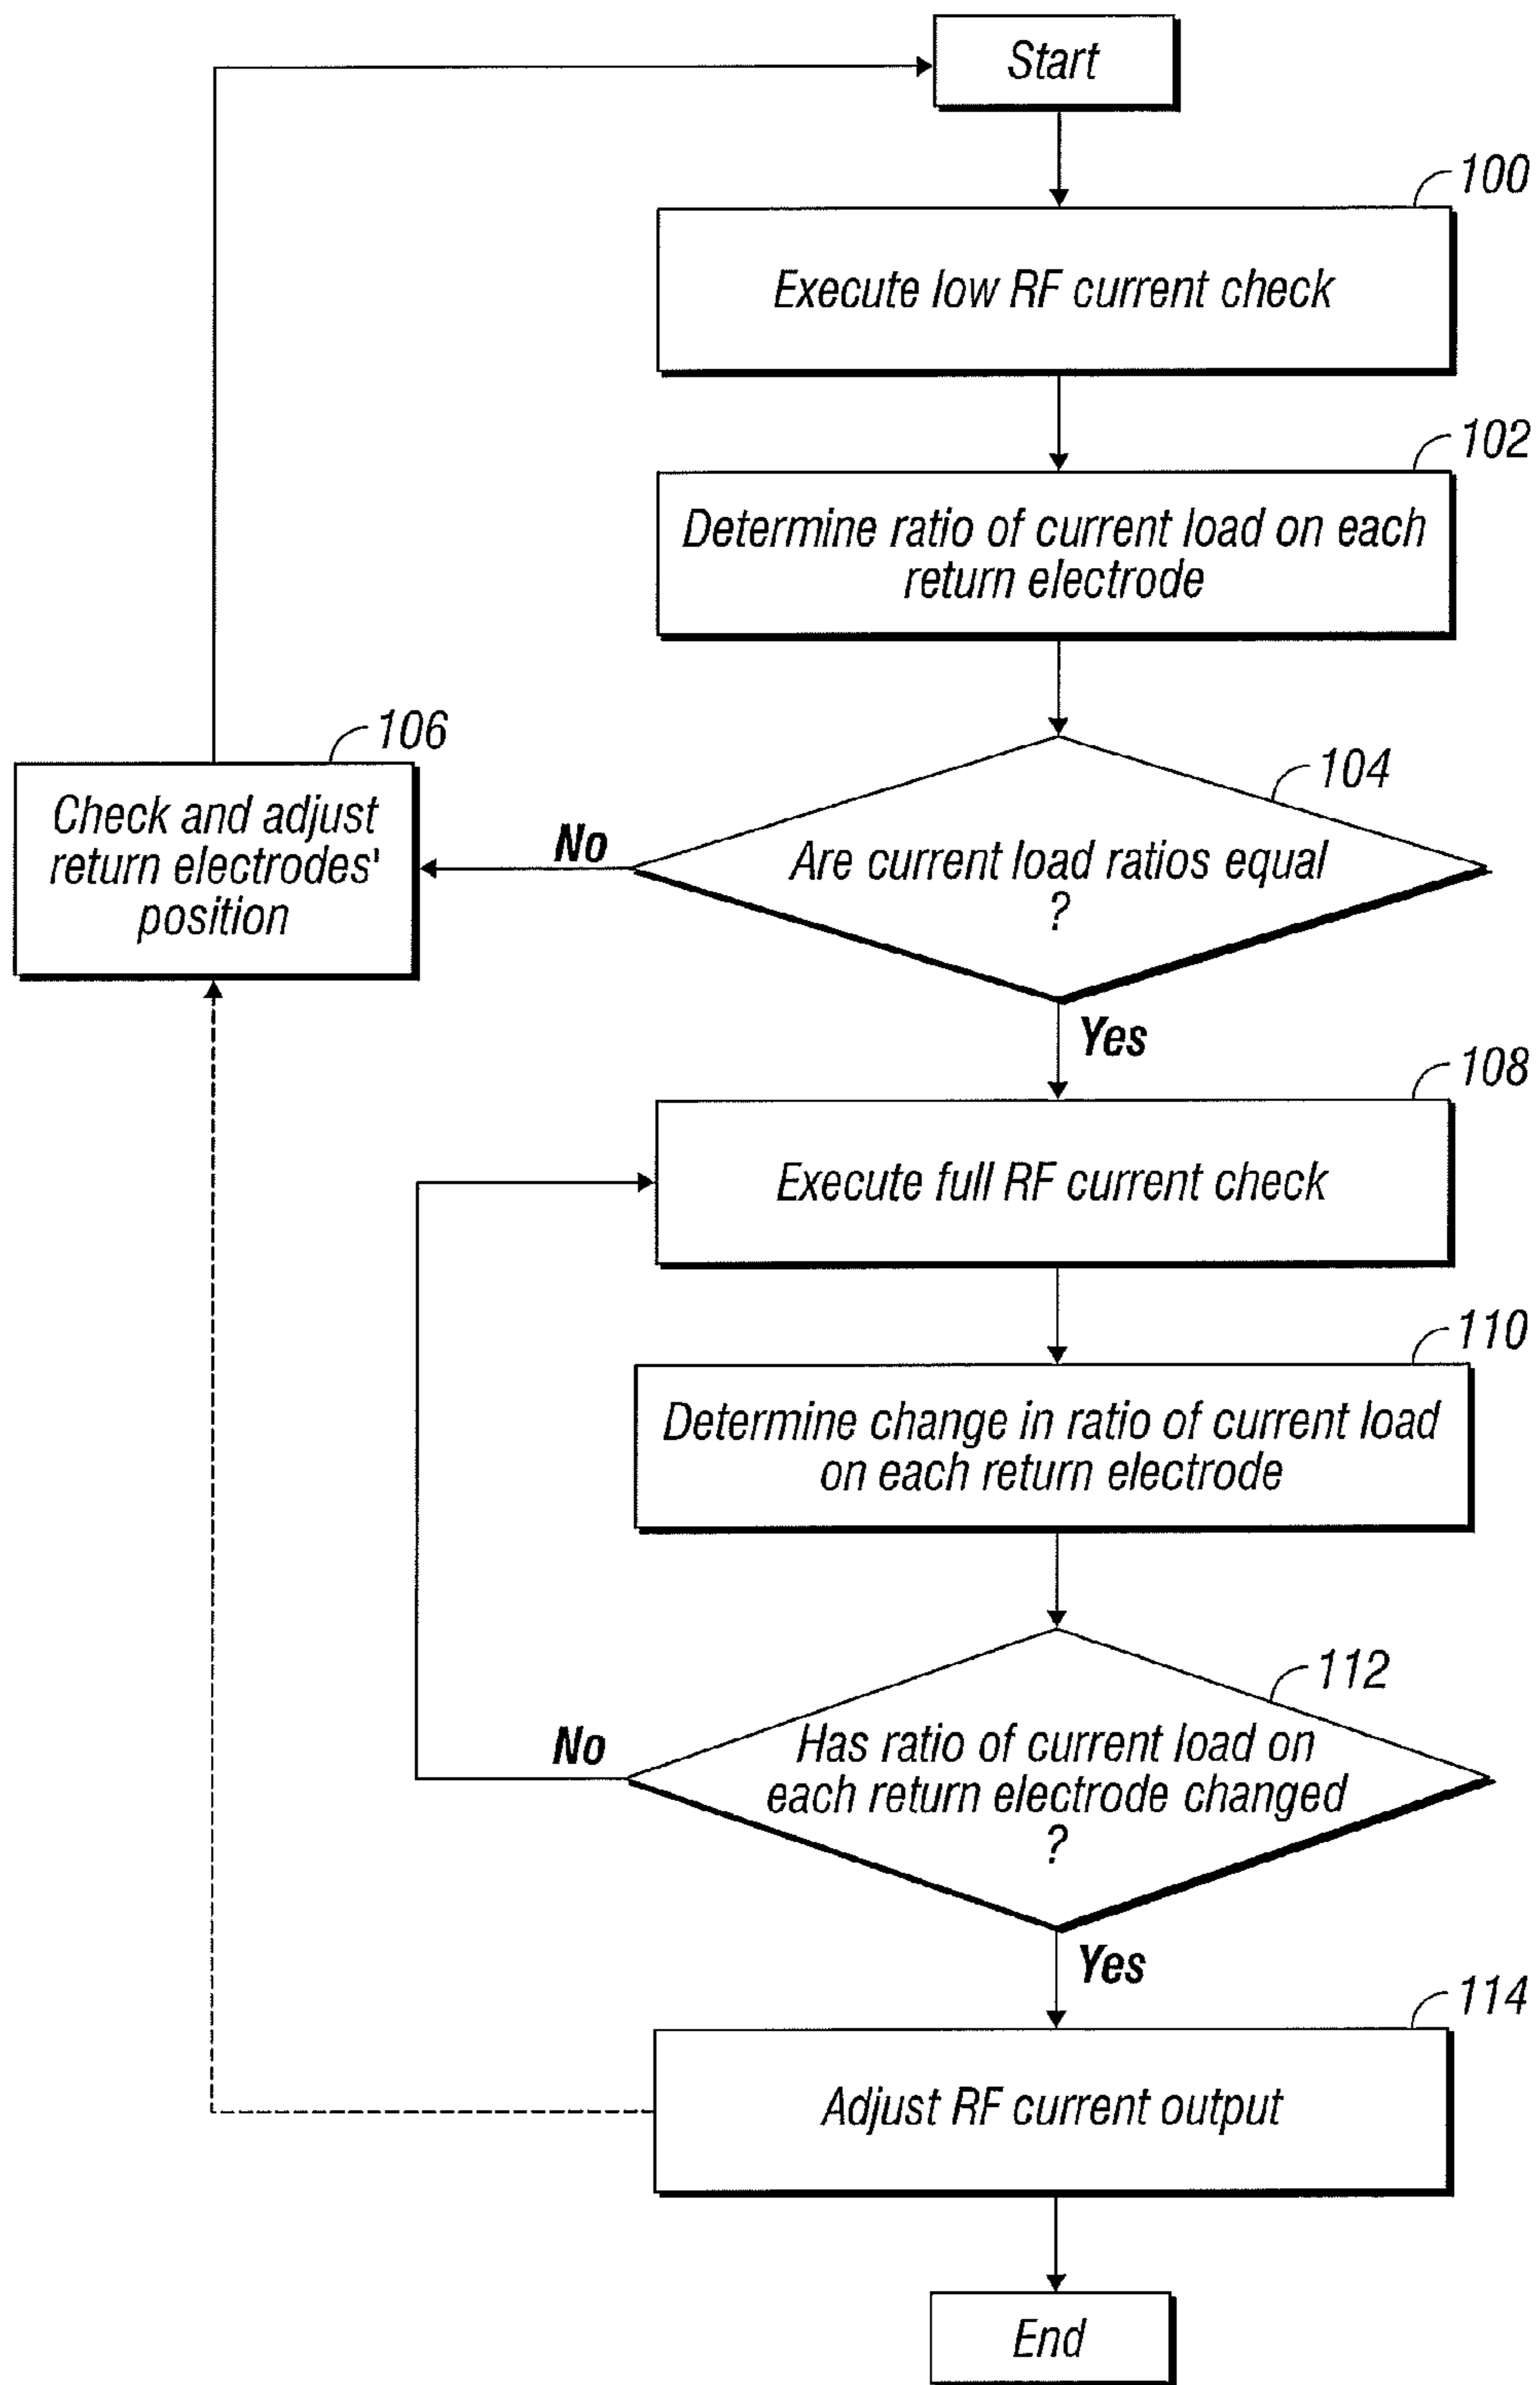 Start
100
Execute low RF current check
102
Determine ratio of current load on each
return electrode
106
Check and adjust
return electrodes'
position
104
No
Are current load ratios equal
?
Yes
108
Execute full RF current check
110
Determine change in ratio of current load
on each return electrode
112
No
Has ratio of current load on
each return electrode changed
?
Yes
114
Adjust RF current output
End